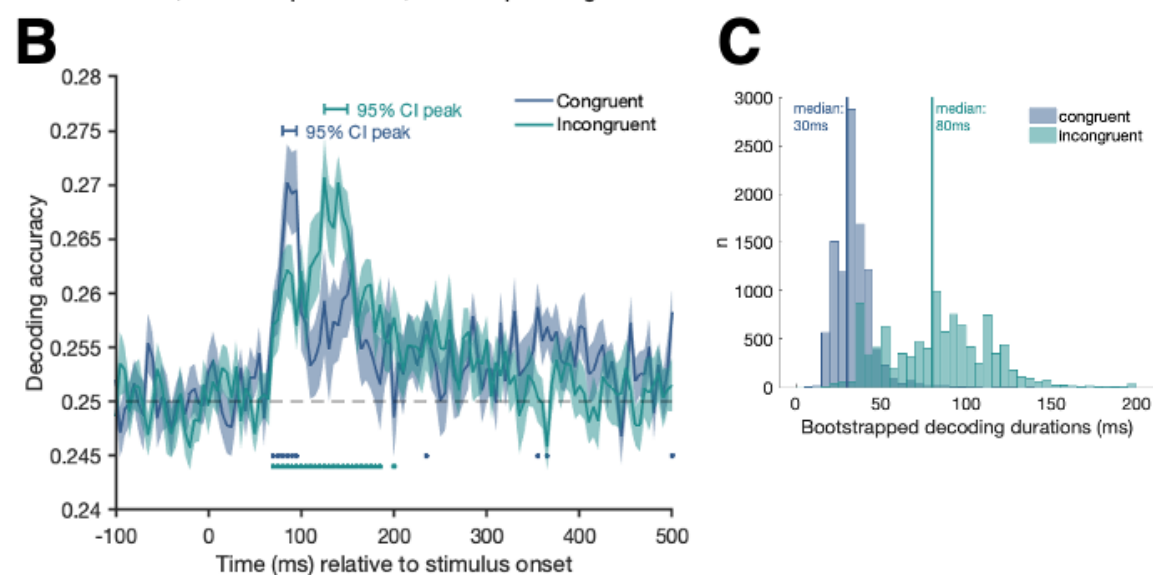 B
0.28
0.275
0.27
0.265
0.26
0.255
0.25
0.245
0.24
Decoding accuracy
95% CI peak
95% CI peak
Congruent
Incongruent
-100 0 100 200 300 400 500
Time (ms) relative to stimulus onset
C
3000
2500
2000
1500
1000
500
0
n
median:
30ms
median:
80ms
congruent
incongruent
0 50 100 150 200
Bootstrapped decoding durations (ms)